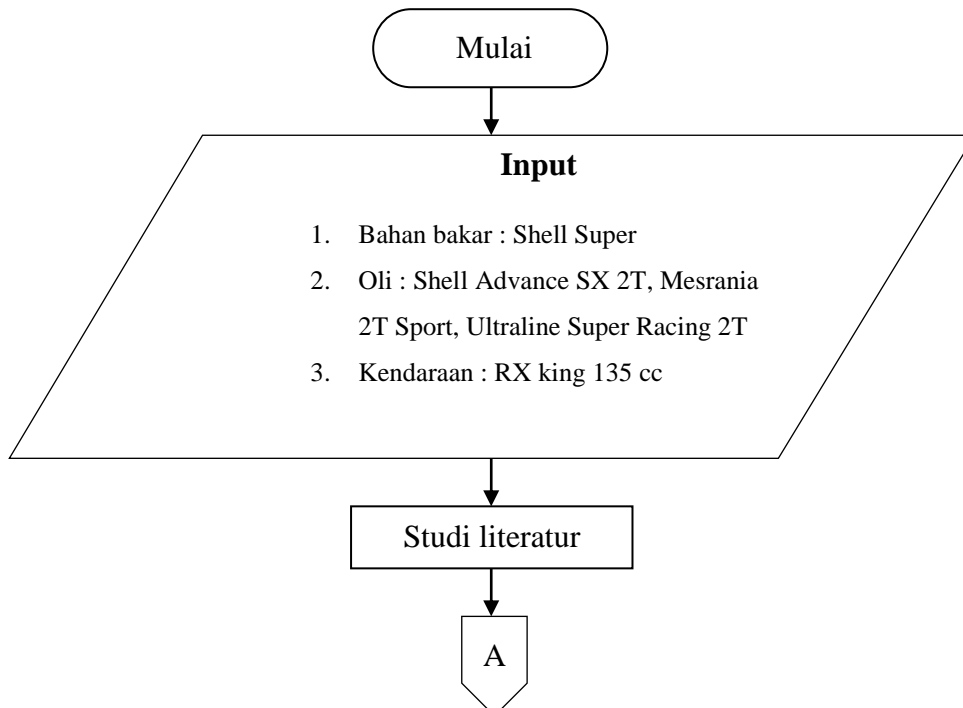 Mulai
Input
1. Bahan bakar : Shell Super
2. Oli : Shell Advance SX 2T, Mesrania
2T Sport, Ultraline Super Racing 2T
3. Kendaraan : RX king 135 cc
Studi literatur
A